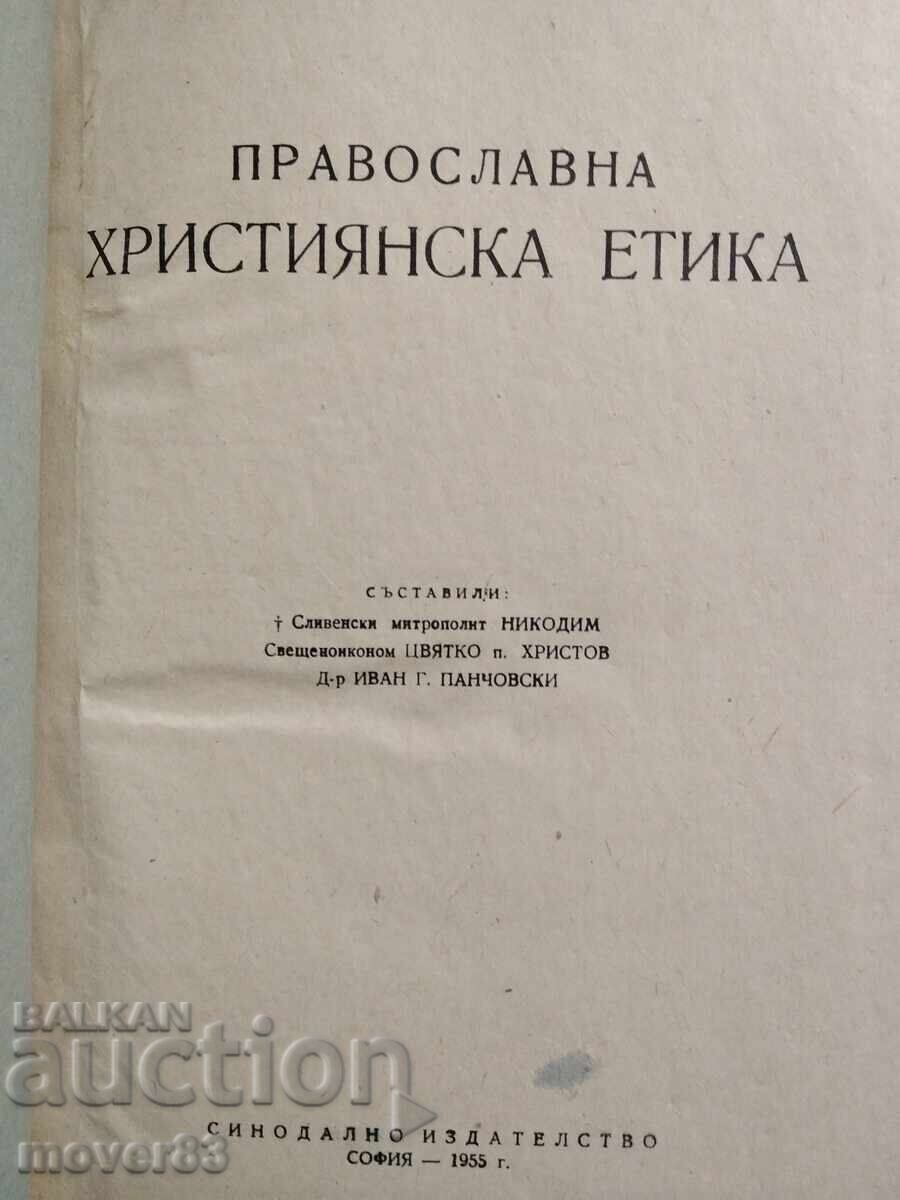 ПРАВОСЛАВНА
ХРИСТИЯНСКА ЕТИКА
СЪСТАВИЛИ:
† Сливенски митрополит НИКОДИМ
Свещеноиконом ЦВЯТКО п. ХРИСТОВ
Д-р ИВАН Г. ПАНЧОВСКИ
BALKAN
auction
СИНОДАЛНО ИЗДАТЕЛСТВО
mover83
СОФИЯ — 1955 г.